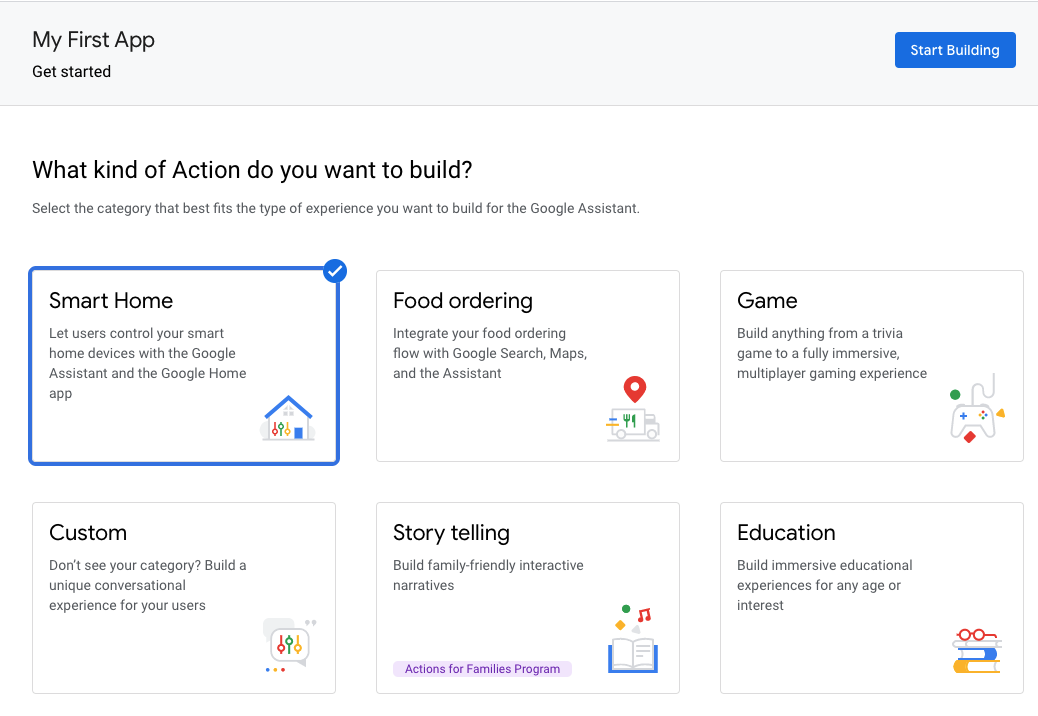 My First App
Get started
Start Building
What kind of Action do you want to build?
Select the category that best fits the type of experience you want to build for the Google Assistant.
Smart Home
Let users control your smart
home devices with the Google
Assistant and the Google Home
app
Food ordering
Integrate your food ordering
flow with Google Search, Maps,
and the Assistant
Game
Build anything from a trivia
game to a fully immersive,
multiplayer gaming experience
Custom
Don’t see your category? Build a
unique conversational
experience for your users
Story telling
Build family-friendly interactive
narratives
Actions for Families Program
Education
Build immersive educational
experiences for any age or
interest